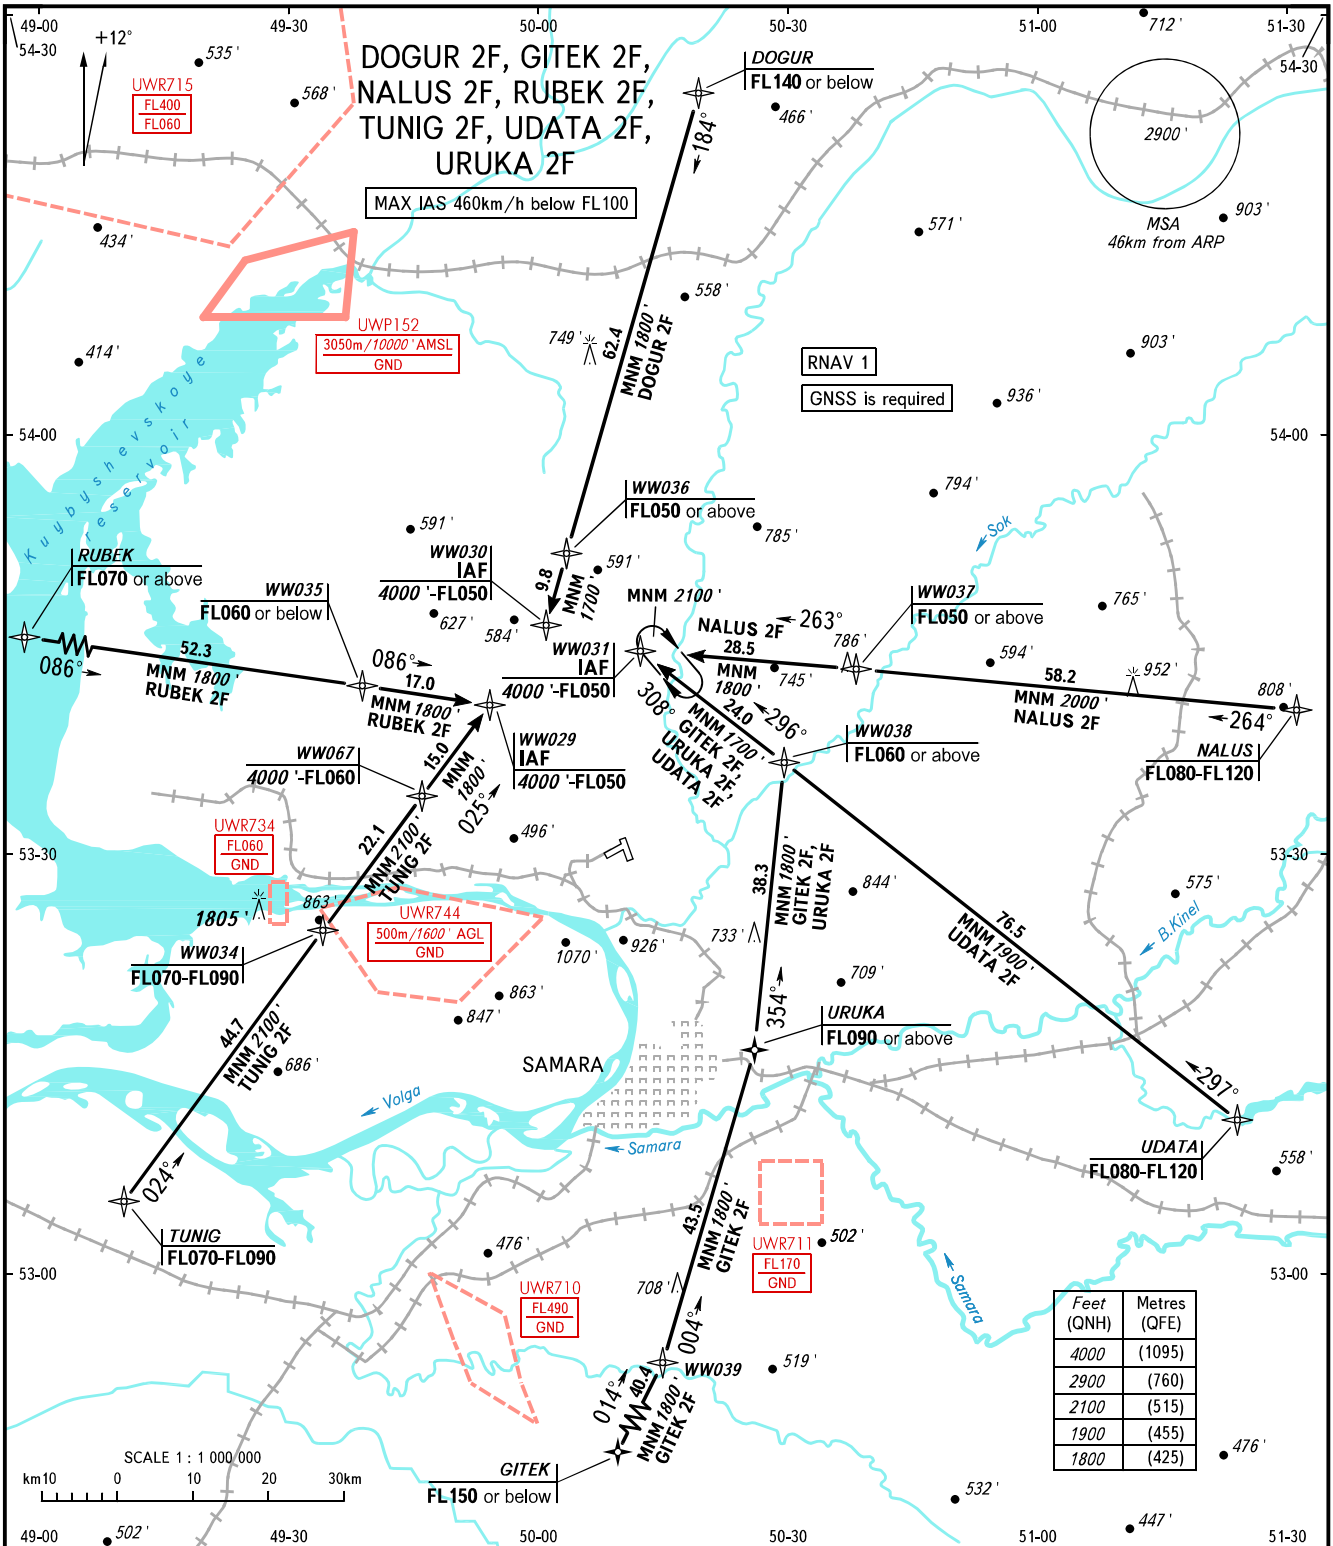 49-00 49-30 50-00 50-30 51-00 51-30
54-30
54-30
+12°
535'
568'
712'
UWR715
FL400
FL060
DOGUR 2F, GITEK 2F,
NALUS 2F, RUBEK 2F,
TUNIG 2F, UDATA 2F,
URUKA 2F
MAX IAS 460km/h below FL100
DOGUR
FL140 or below
466'
184°
2900'
MSA
46km from ARP
903'
434'
571'
558'
UWP152
3050m/10000' AMSL
GND
749'
62.4
MNM 1800'
DOGUR 2F
RNAV 1
GNSS is required
414'
903'
936'
Kuybyshevskoye
reservoir
54-00
54-00
794'
WW036
FL050 or above
785'
Sok
591'
591'
RUBEK
FL070 or above
WW030
IAF
4000'-FL050
9.8
MNM
1700'
WW035
FL060 or below
627'
584'
MNM 2100'
WW037
FL050 or above
765'
086°
52.3
MNM 1800'
RUBEK 2F
086°
17.0
MNM 1800'
RUBEK 2F
WW031
IAF
4000'-FL050
NALUS 2F
263°
28.5
MNM
1800'
786'
745'
594'
952'
58.2
MNM 2000'
NALUS 2F
808'
264°
NALUS
FL080-FL120
308°
24.0
MNM 1700'
GITEK 2F,
URUKA 2F,
UDATA 2F
296°
WW038
FL060 or above
WW029
IAF
4000'-FL050
WW067
4000'-FL060
15.0
MNM
1800'
025°
496'
UWR734
FL060
GND
22.1
MNM 2100'
TUNIG 2F
53-30
53-30
1805'
863'
UWR744
500m/1600' AGL
GND
WW034
FL070-FL090
38.3
MNM 1800'
GITEK 2F,
URUKA 2F
844'
575'
B.Kinel
76.5
MNM 1900'
UDATA 2F
733'
926'
1070'
709'
863'
847'
354°
URUKA
FL090 or above
44.7
MNM 2100'
TUNIG 2F
686'
SAMARA
297°
Volga
Samara
UDATA
FL080-FL120
558'
024°
TUNIG
FL070-FL090
476'
43.5
MNM 1800'
GITEK 2F
UWR711
FL170
GND
502'
53-00
53-00
UWR710
FL490
GND
708'
004°
Samara
WW039
519'
014°
40.4
MNM 1800'
GITEK 2F
GITEK
FL150 or below
Feet
(QNH)
Metres
(QFE)
4000 (1095)
2900 (760)
2100 (515)
1900 (455)
1800 (425)
476'
532'
447'
SCALE 1 : 1 000 000
km10 0 10 20 30km
502'
49-00 49-30 50-00 50-30 51-00 51-30